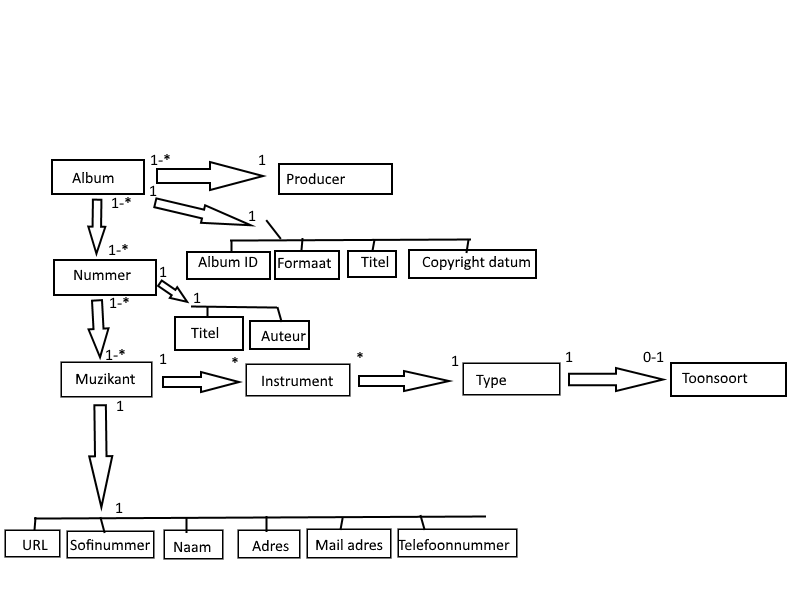 1-* 1
Album Producer
1
1-* 1
1-*
Album ID Formaat Titel Copyright datum
Nummer 1
1
1-*
Titel Auteur
1-* 1 * * 1 1 0-1
Muzikant Instrument Type Toonsoort
1
1
URL Sofinummer Naam Adres Mail adres Telefoonnummer